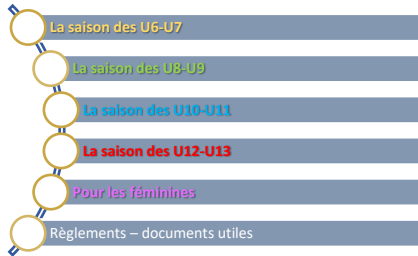 La saison des U6-U7
La saison des U8-U9
La saison des U10-U11
La saison des U12-U13
Pour les féminines
Règlements – documents utiles